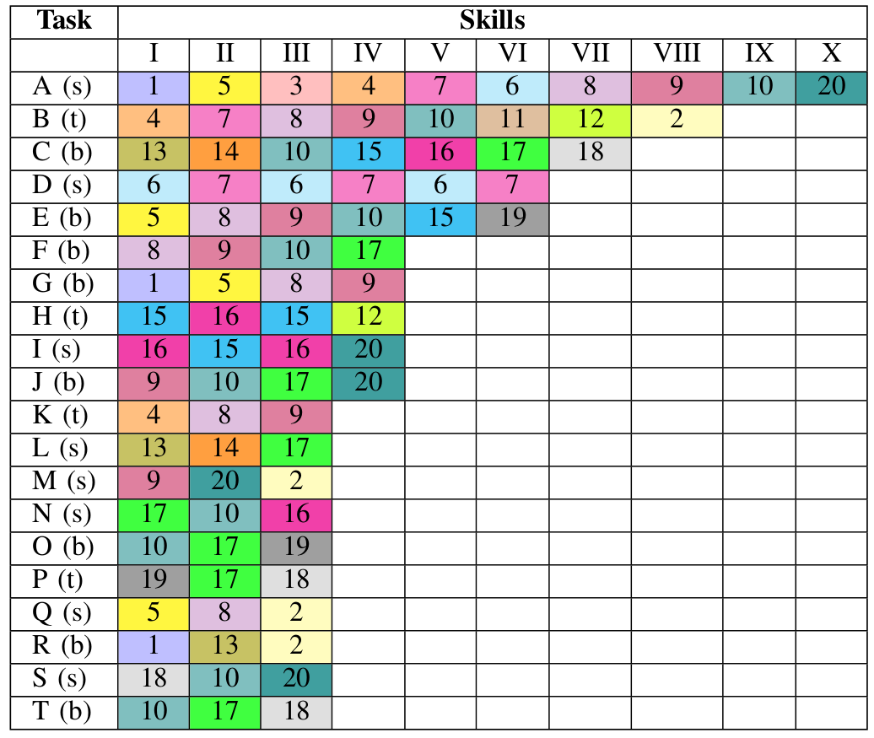 Task Skills
I II III IV V VI VII VIII IX X
A (s) 1 5 3 4 7 6 8 9 10 20
B (t) 4 7 8 9 10 11 12 2
C (b) 13 14 10 15 16 17 18
D (s) 6 7 6 7 6 7
E (b) 5 8 9 10 15 19
F (b) 8 9 10 17
G (b) 1 5 8 9
H (t) 15 16 15 12
I (s) 16 15 16 20
J (b) 9 10 17 20
K (t) 4 8 9
L (s) 13 14 17
M (s) 9 20 2
N (s) 17 10 16
O (b) 10 17 19
P (t) 19 17 18
Q (s) 5 8 2
R (b) 1 13 2
S (s) 18 10 20
T (b) 10 17 18